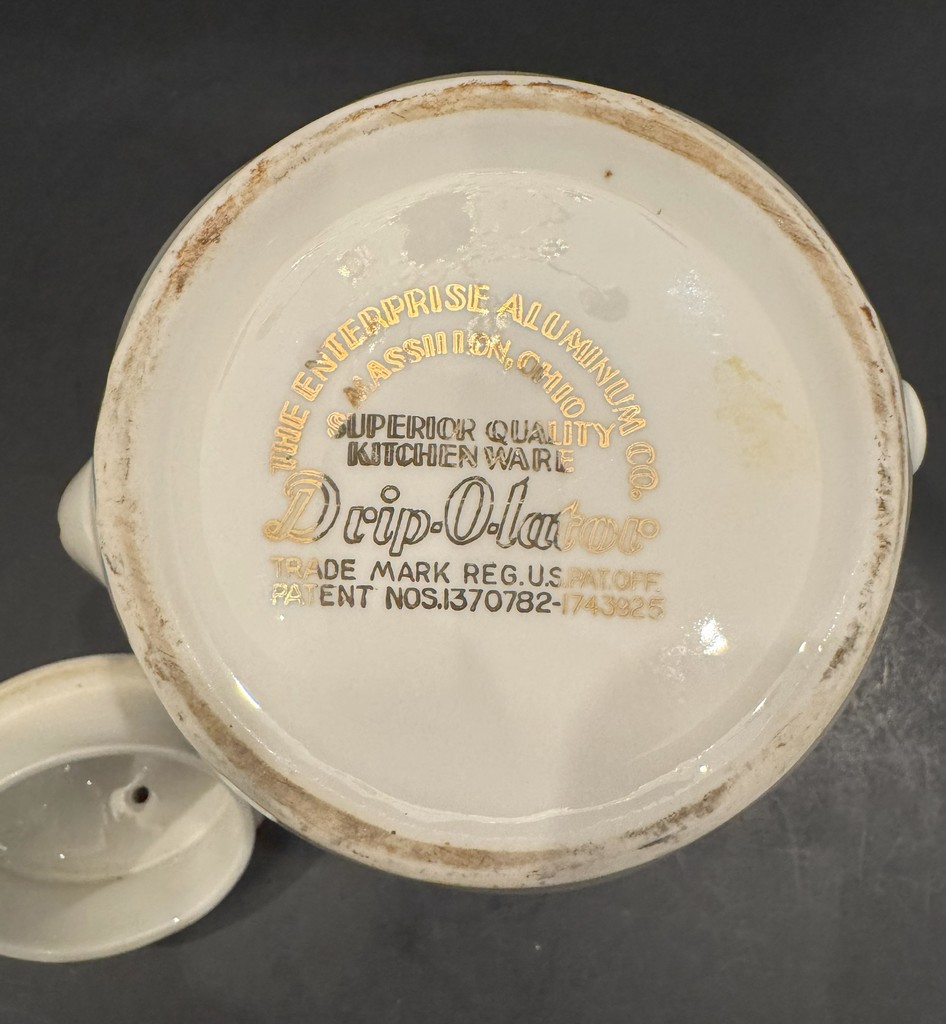 THE ENTERPRISE ALUMINUM CO.
MASSILLON, OHIO
SUPERIOR QUALITY
KITCHEN WARE
Drip-O-lator
TRADE MARK REG. U.S. PAT. OFF.
PATENT NOS. 1370782-1743925